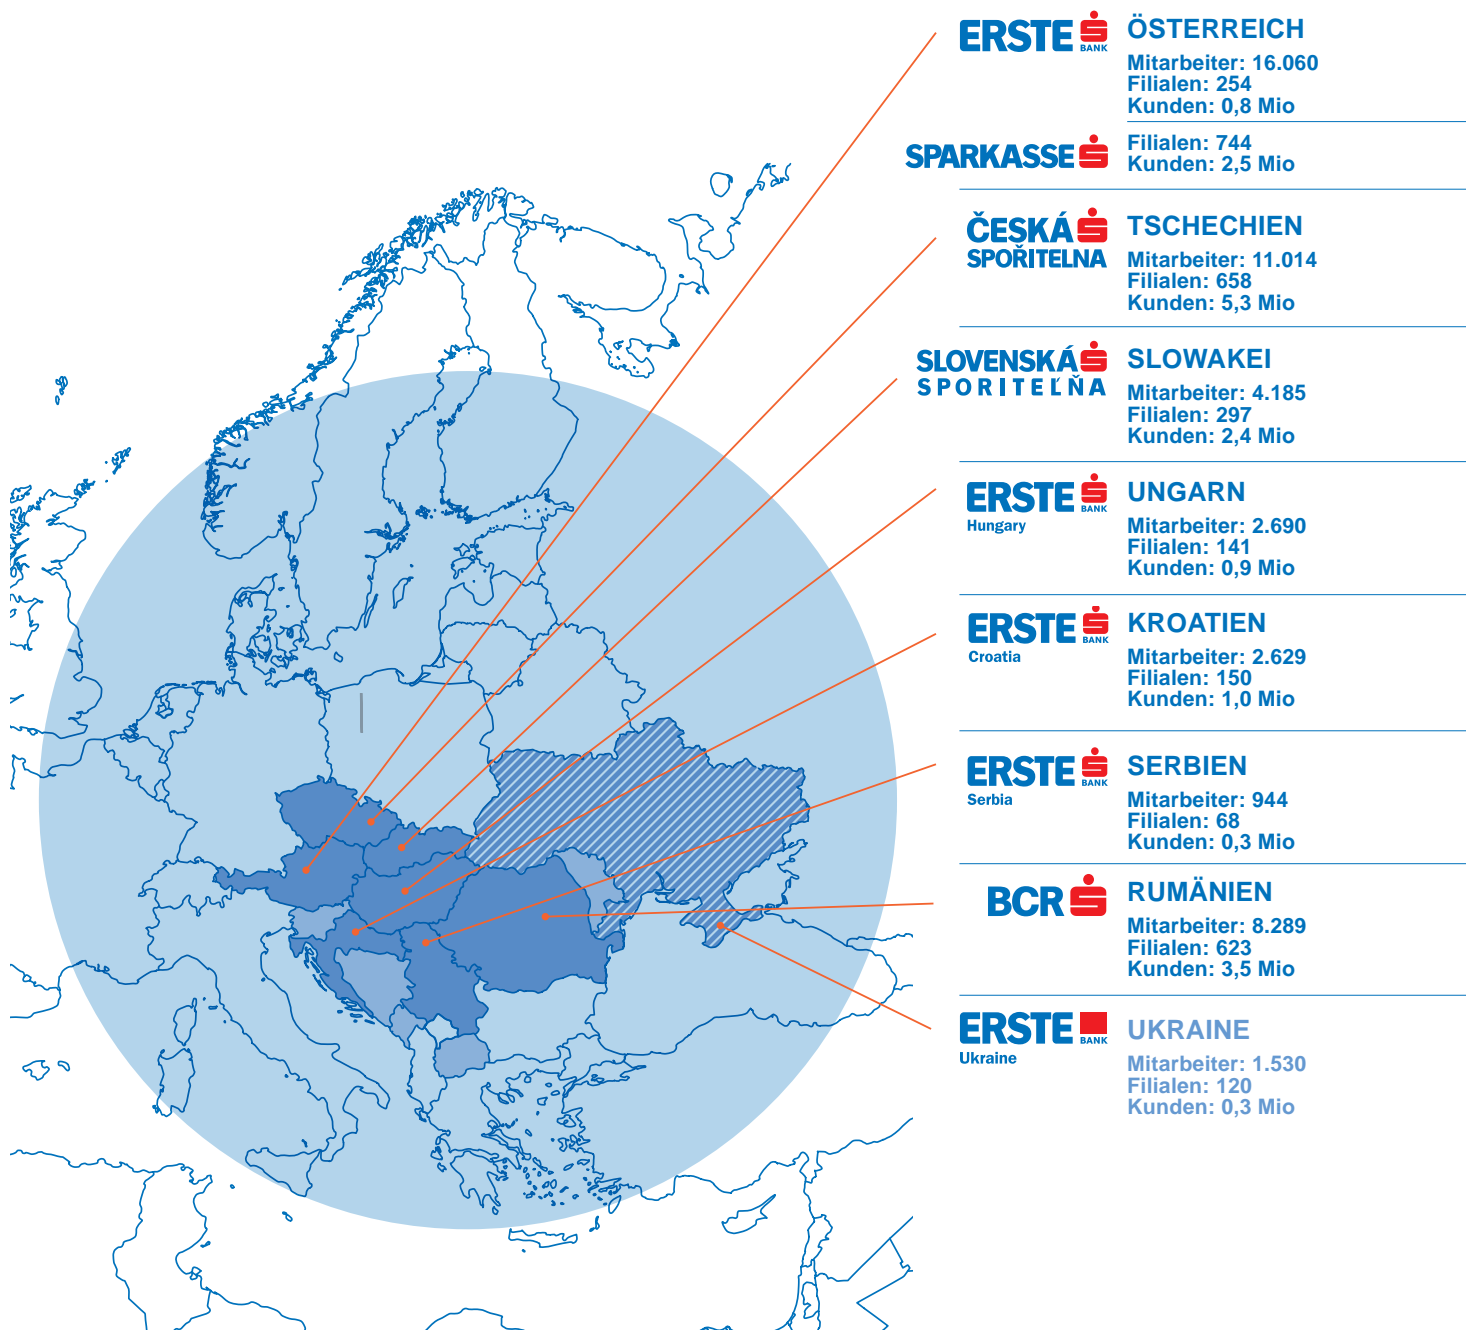 ERSTE BANK
ÖSTERREICH
Mitarbeiter: 16.060
Filialen: 254
Kunden: 0,8 Mio
SPARKASSE
Filialen: 744
Kunden: 2,5 Mio
ČESKÁ
SPOŘITELNA
TSCHECHIEN
Mitarbeiter: 11.014
Filialen: 658
Kunden: 5,3 Mio
SLOVENSKÁ
SPORITEĽŇA
SLOWAKEI
Mitarbeiter: 4.185
Filialen: 297
Kunden: 2,4 Mio
ERSTE BANK
Hungary
UNGARN
Mitarbeiter: 2.690
Filialen: 141
Kunden: 0,9 Mio
ERSTE BANK
Croatia
KROATIEN
Mitarbeiter: 2.629
Filialen: 150
Kunden: 1,0 Mio
ERSTE BANK
Serbia
SERBIEN
Mitarbeiter: 944
Filialen: 68
Kunden: 0,3 Mio
BCR
RUMÄNIEN
Mitarbeiter: 8.289
Filialen: 623
Kunden: 3,5 Mio
ERSTE BANK
Ukraine
UKRAINE
Mitarbeiter: 1.530
Filialen: 120
Kunden: 0,3 Mio